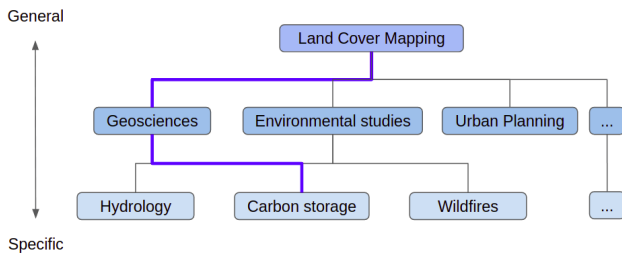 General
Land Cover Mapping
Geosciences
Environmental studies
Urban Planning
...
Hydrology
Carbon storage
Wildfires
...
Specific